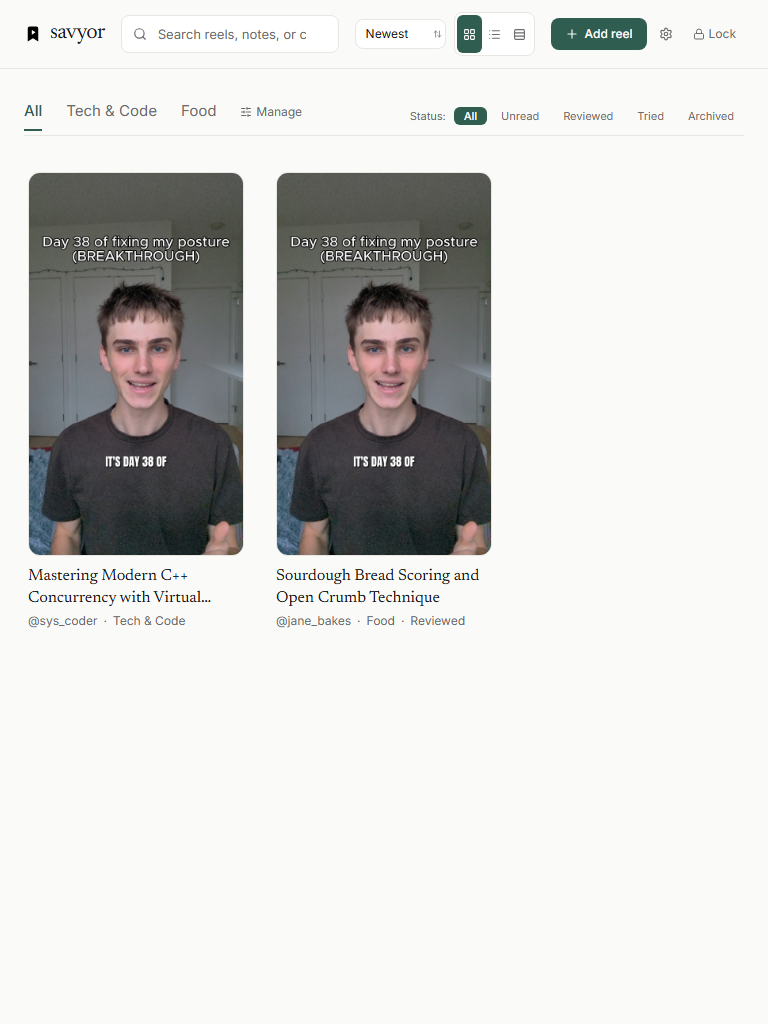 savyor
Search reels, notes, or c
Newest
Add reel
Lock
All
Tech & Code
Food
Manage
Status:
All
Unread
Reviewed
Tried
Archived
Day 38 of fixing my posture
(BREAKTHROUGH)
IT'S DAY 38 OF
Day 38 of fixing my posture
(BREAKTHROUGH)
IT'S DAY 38 OF
Mastering Modern C++
Concurrency with Virtual...
@sys_coder · Tech & Code
Sourdough Bread Scoring and
Open Crumb Technique
@jane_bakes · Food · Reviewed